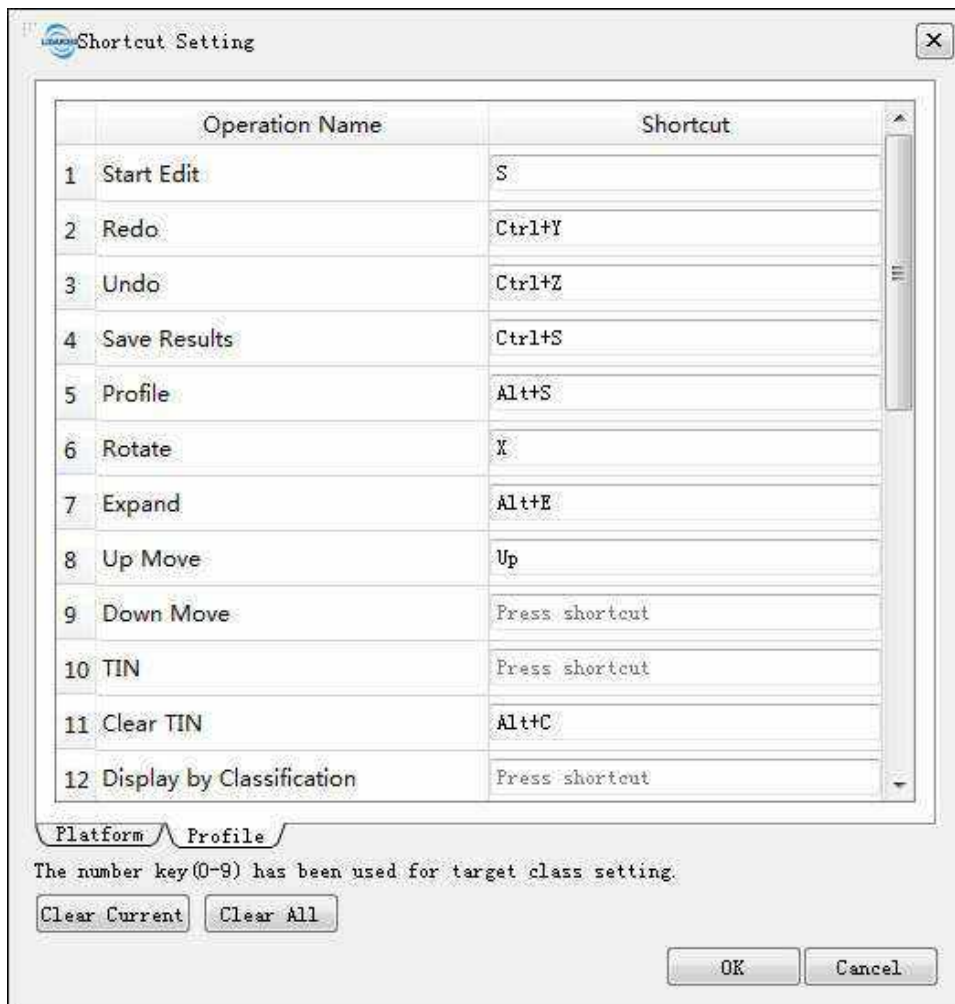 Shortcut Setting
Operation Name Shortcut
1 Start Edit S
2 Redo Ctrl+Y
3 Undo Ctrl+Z
4 Save Results Ctrl+S
5 Profile Alt+S
6 Rotate X
7 Expand Alt+E
8 Up Move Up
9 Down Move Press shortcut
10 TIN Press shortcut
11 Clear TIN Alt+C
12 Display by Classification Press shortcut
Platform Profile
The number key(0-9) has been used for target class setting.
Clear Current Clear All
OK Cancel